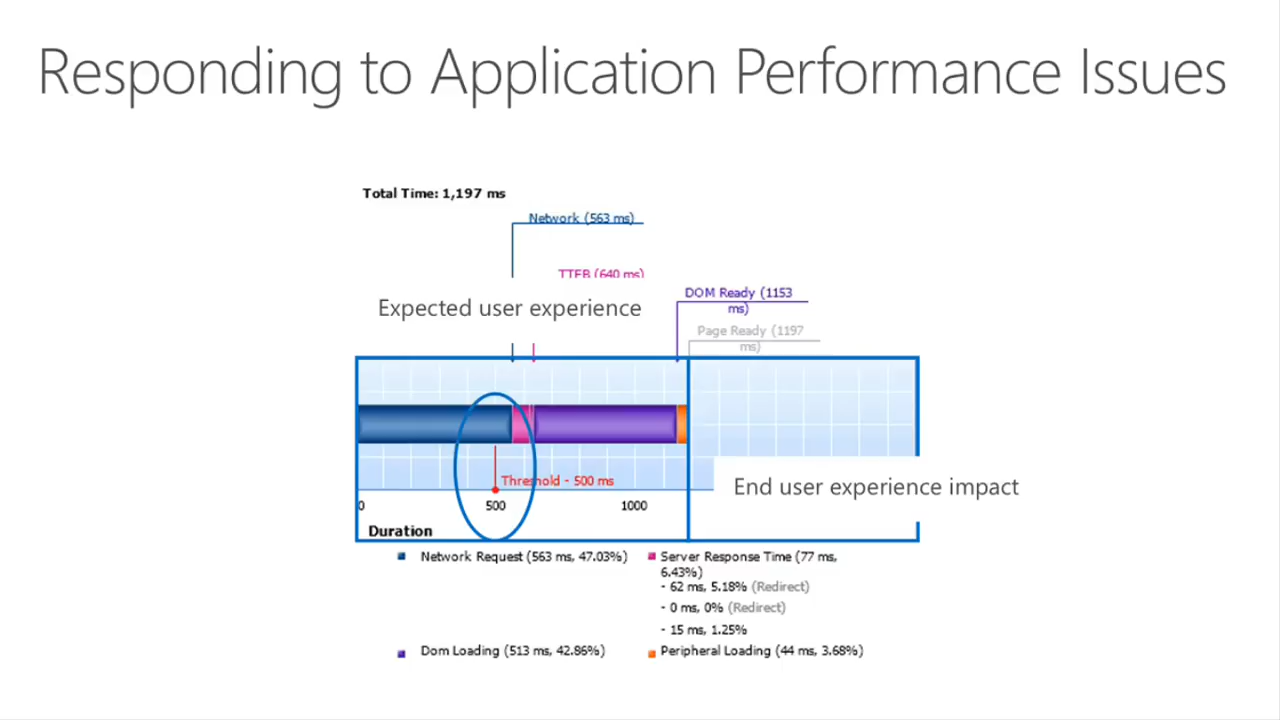 Responding to Application Performance Issues
Total Time: 1,197 ms
Network (563 ms)
TTFB (640 ms)
DOM Ready (1153
ms)
Expected user experience
Page Ready (1197
ms)
Threshold - 500 ms
End user experience impact
0 500 1000
Duration
Network Request (563 ms, 47.03%)
Server Response Time (77 ms,
6.43%)
- 62 ms, 5.18% (Redirect)
- 0 ms, 0% (Redirect)
- 15 ms, 1.25%
Dom Loading (513 ms, 42.86%)
Peripheral Loading (44 ms, 3.68%)